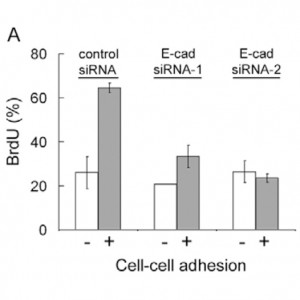 A
control E-cad E-cad
siRNA siRNA-1 siRNA-2
80
60
40
20
0
BrdU (%)
- + - + - +
Cell-cell adhesion